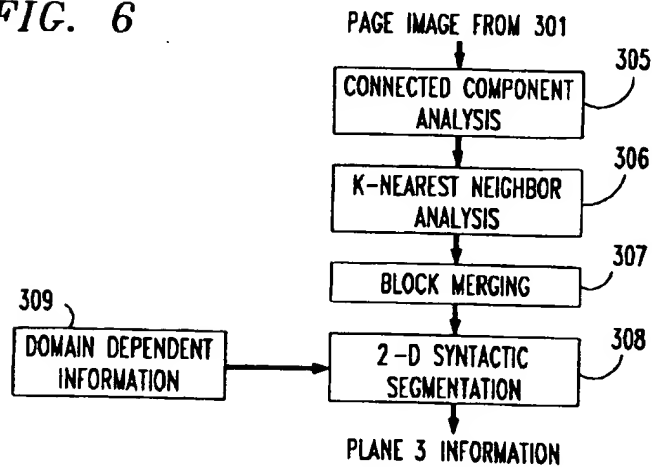 FIG. 6
PAGE IMAGE FROM 301
305
CONNECTED COMPONENT
ANALYSIS
306
K-NEAREST NEIGHBOR
ANALYSIS
307
BLOCK MERGING
309
308
DOMAIN DEPENDENT
INFORMATION
2-D SYNTACTIC
SEGMENTATION
PLANE 3 INFORMATION